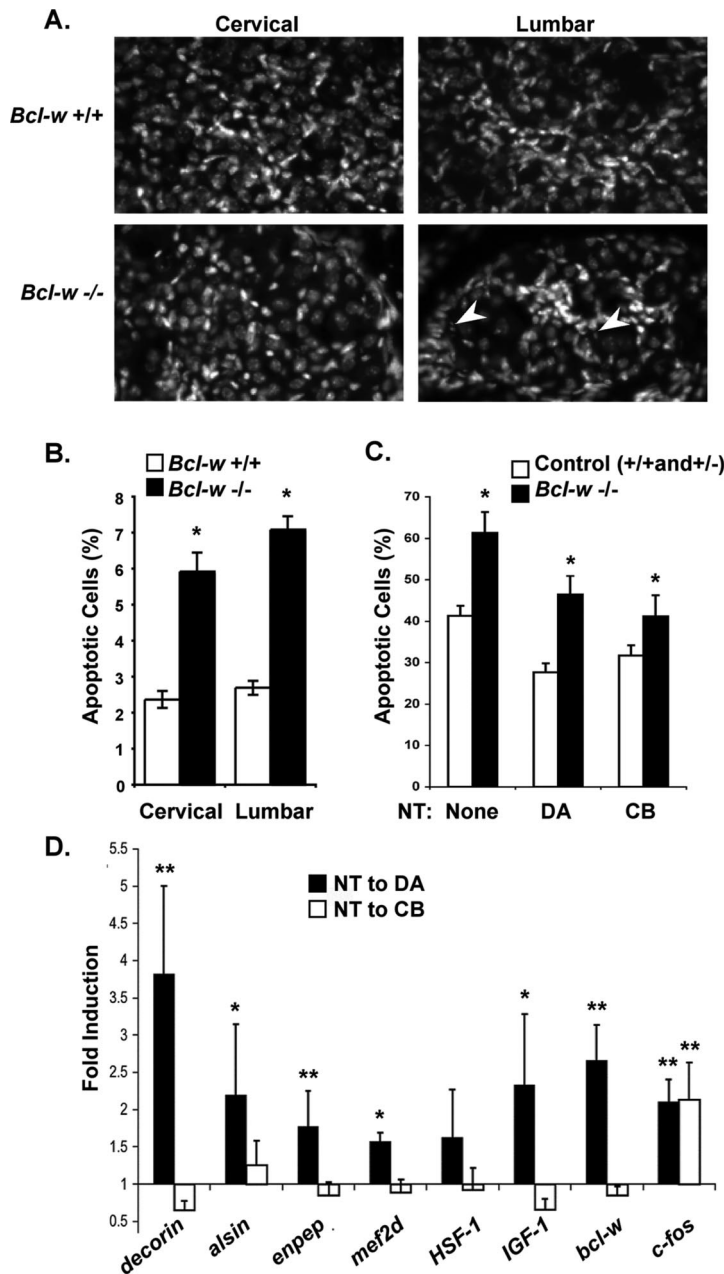 A.
Cervical
Lumbar
Bcl-w +/+
Bcl-w -/-
B.
Bcl-w +/+
Bcl-w -/-
Apoptotic Cells (%)
8
7
6
5
4
3
2
1
0
*
*
Cervical Lumbar
C.
Control (+/+and+/-)
Bcl-w -/-
Apoptotic Cells (%)
70
60
50
40
30
20
10
0
*
*
*
NT: None DA CB
D.
NT to DA
NT to CB
Fold Induction
5.5
5
4.5
4
3.5
3
2.5
2
1.5
1
0.5
**
*
**
*
*
**
**
**
decorin
alsin
enpep
mef2d
HSF-1
IGF-1
bcl-w
c-fos